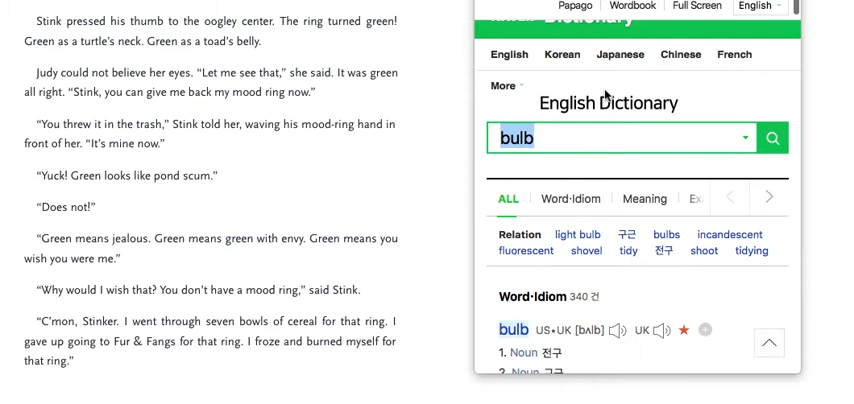 Stink pressed his thumb to the oogley center. The ring turned green!
Green as a turtle’s neck. Green as a toad’s belly.
Judy could not believe her eyes. “Let me see that,” she said. It was green
all right. “Stink, you can give me back my mood ring now.”
“You threw it in the trash,” Stink told her, waving his mood-ring hand in
front of her. “It’s mine now.”
“Yuck! Green looks like pond scum.”
“Does not!”
“Green means jealous. Green means green with envy. Green means you
wish you were me.”
“Why would I wish that? You don’t have a mood ring,” said Stink.
“C’mon, Stinker. I went through seven bowls of cereal for that ring. I
gave up going to Fur & Fangs for that ring. I froze and burned myself for
that ring.”
Papago Wordbook Full Screen English
Dictionary
English Korean Japanese Chinese French
More
English Dictionary
bulb
ALL Word·Idiom Meaning Ex
Relation light bulb 구근 bulbs incandescent
fluorescent shovel tidy 전구 shoot tidying
Word·Idiom 340 건
bulb US•UK [bʌlb] UK
1. Noun 전구
2. Noun 구근